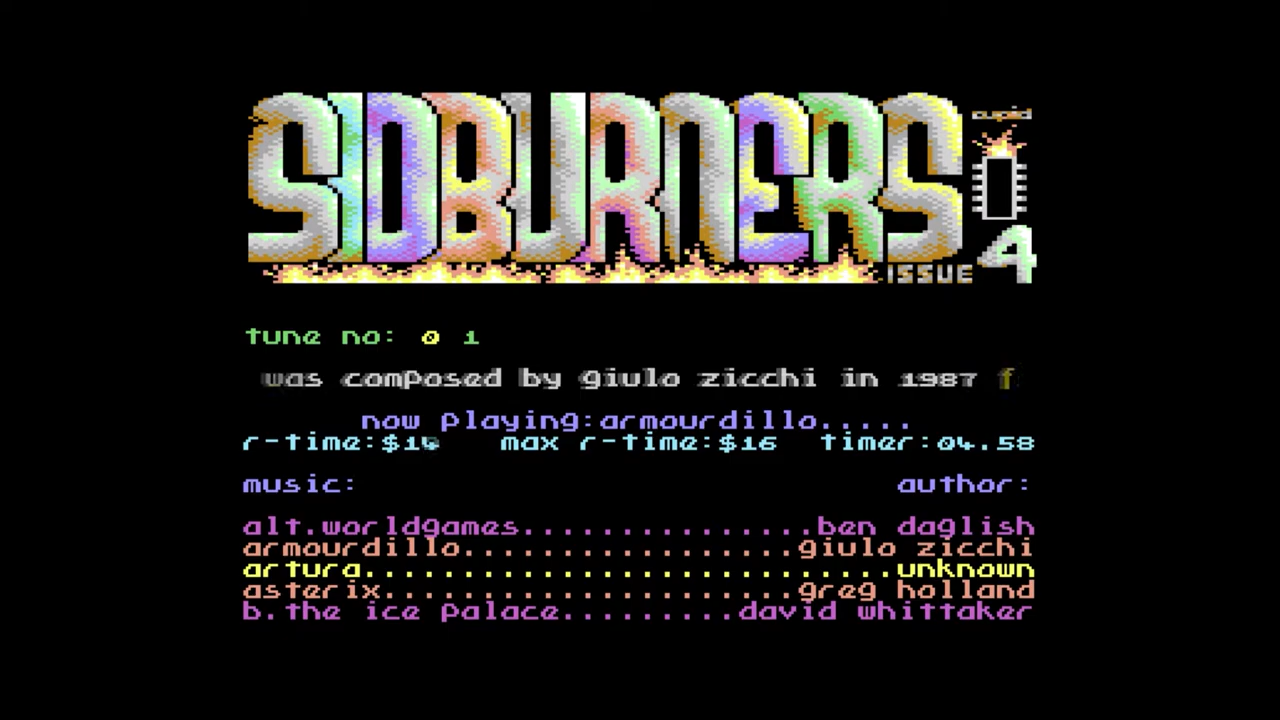 SIDBURNERS
cupid
ISSUE 4
tune no: 0 1
was composed by giulo zicchi in 1987 f
now playing:armourdillo.....
r-time:$14 max r-time:$16 timer:04.58
music: author:
alt.worldgames...............ben daglish
armourdillo.................giulo zicchi
artura...........................unknown
asterix.....................greg holland
b.the ice palace.........david whittaker